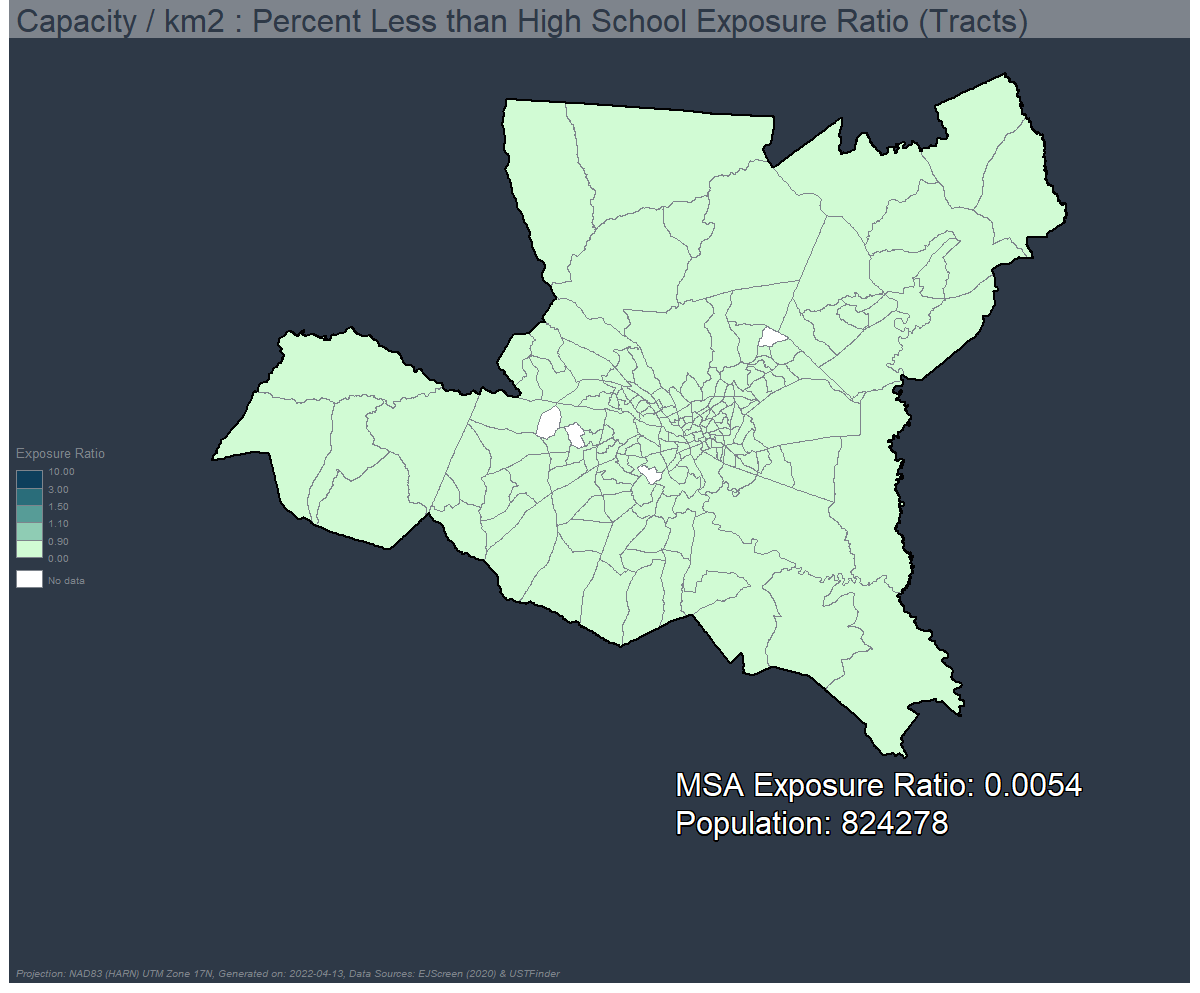 Capacity / km2 : Percent Less than High School Exposure Ratio (Tracts)
Exposure Ratio
10.00
3.00
1.50
1.10
0.90
0.00
No data
MSA Exposure Ratio: 0.0054
Population: 824278
Projection: NAD83 (HARN) UTM Zone 17N, Generated on: 2022-04-13, Data Sources: EJScreen (2020) & USTFinder